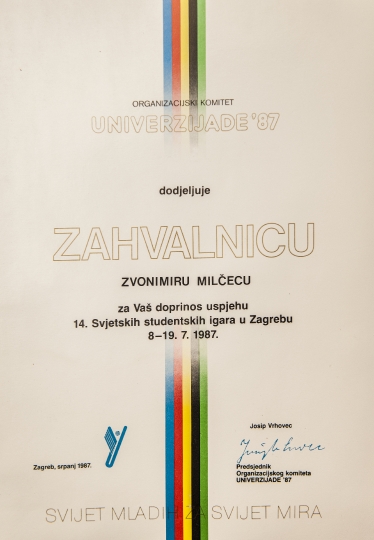 ORGANIZACIJSKI KOMITET
UNIVERZIJADE '87
dodjeljuje
ZAHVALNICU
ZVONIMIRU MILČECU
za Vaš doprinos uspjehu
14. Svjetskih studentskih igara u Zagrebu
8–19. 7. 1987.
Zagreb, srpanj 1987.
Josip Vrhovec
Predsjednik
Organizacijskog komiteta
UNIVERZIJADE '87
SVIJET MLADIH ZA SVIJET MIRA